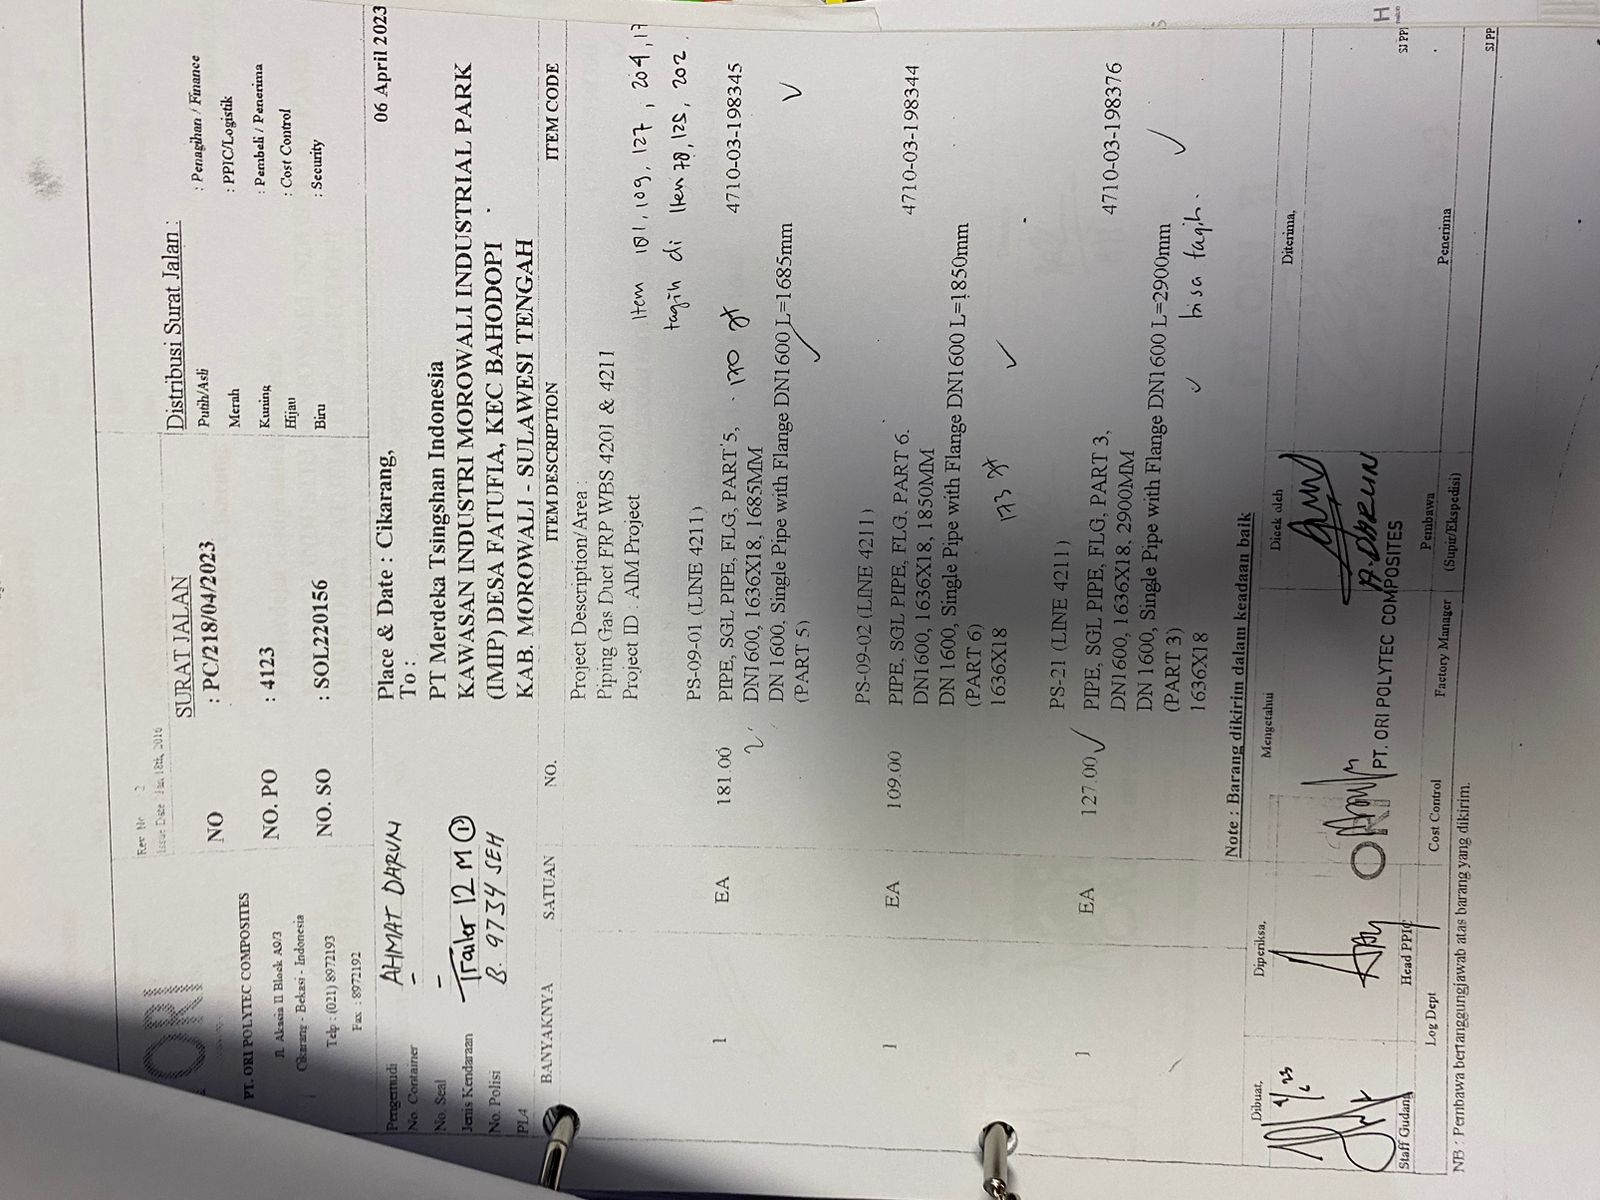 Rev No 2
Issue Date Jan 18th, 2016
ORI
PT. ORI POLYTEC COMPOSITES
Jl. Akasia II Block A9/3
Cikarang - Bekasi - Indonesia
Telp : (021) 8972193
Fax : 8972192
SURAT JALAN
NO : PC/218/04/2023
NO. PO : 4123
NO. SO : SOL220156
Distribusi Surat Jalan :
Putih/Asli : Penagihan / Finance
Merah : PPIC/Logistik
Kuning : Pembeli / Penerima
Hijau : Cost Control
Biru : Security
Pengemudi AHMAT DARUN
No. Container -
No. Seal -
Jenis Kendaraan Trailer 12 M 1
No. Polisi B. 9734 SEH
PLA
Place & Date : Cikarang, 06 April 2023
To :
PT Merdeka Tsingshan Indonesia
KAWASAN INDUSTRI MOROWALI INDUSTRIAL PARK
(IMIP) DESA FATUFIA, KEC BAHODOPI
KAB. MOROWALI - SULAWESI TENGAH
BANYAKNYA SATUAN NO. ITEM DESCRIPTION ITEM CODE
Project Description/Area :
Piping Gas Duct FRP WBS 4201 & 4211
Project ID : AIM Project
Item 181, 109, 127, 204, 17
tagih di Item 78, 125, 202
PS-09-01 (LINE 4211)
1 EA 181.00 PIPE, SGL PIPE, FLG, PART 5, 170 4710-03-198345
DN1600, 1636X18, 1685MM
DN 1600, Single Pipe with Flange DN1600 L=1685mm
(PART 5)
PS-09-02 (LINE 4211)
1 EA 109.00 PIPE, SGL PIPE, FLG, PART 6. 4710-03-198344
DN1600, 1636X18, 1850MM
DN 1600, Single Pipe with Flange DN1600 L=1850mm
(PART 6)
1636X18 173
PS-21 (LINE 4211)
1 EA 127.00 PIPE, SGL PIPE, FLG, PART 3, 4710-03-198376
DN1600, 1636X18, 2900MM
DN 1600, Single Pipe with Flange DN1600 L=2900mm
(PART 3)
1636X18 bisa tagih.
Note : Barang dikirim dalam keadaan baik
Dibuat, Diperiksa, Mengetahui Dicek oleh Diterima,
A. DARUN
PT. ORI POLYTEC COMPOSITES
Staff Gudang Head PPIC
Log Dept Cost Control Factory Manager Pembawa Penerima
(Supir/Ekspedisi)
NB : Pembawa bertanggungjawab atas barang yang dikirim.
SJ PP
SJ PP